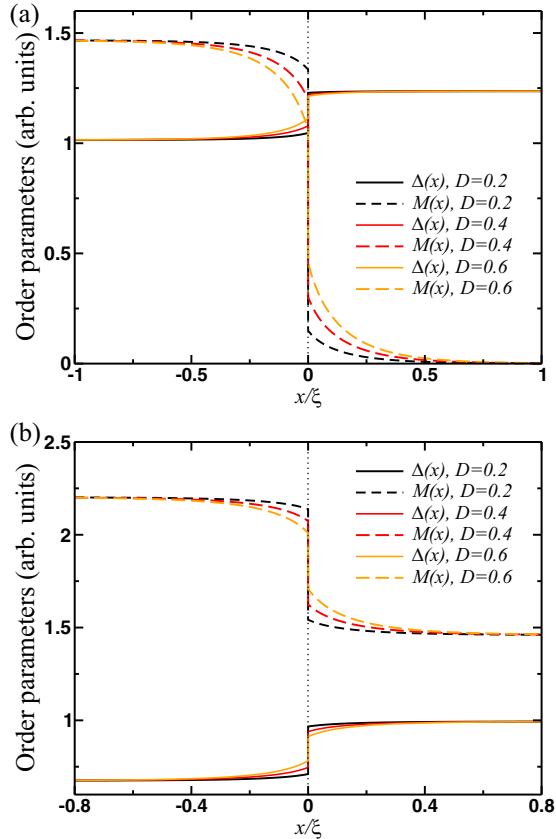 (a)
Order parameters (arb. units)
1.5
1
0.5
0
Δ(x), D=0.2
M(x), D=0.2
Δ(x), D=0.4
M(x), D=0.4
Δ(x), D=0.6
M(x), D=0.6
-1 -0.5 0 0.5 1
x/ξ
(b)
Order parameters (arb. units)
2.5
2
1.5
1
Δ(x), D=0.2
M(x), D=0.2
Δ(x), D=0.4
M(x), D=0.4
Δ(x), D=0.6
M(x), D=0.6
-0.8 -0.4 0 0.4 0.8
x/ξ